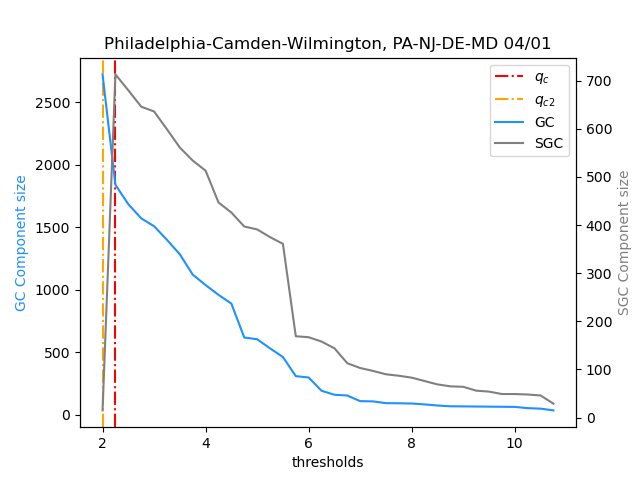 Philadelphia-Camden-Wilmington, PA-NJ-DE-MD 04/01
GC Component size
2500
2000
1500
1000
500
0
2
4
6
8
10
thresholds
700
600
500
400
300
200
100
0
SGC Component size
q_c
q_{c2}
GC
SGC